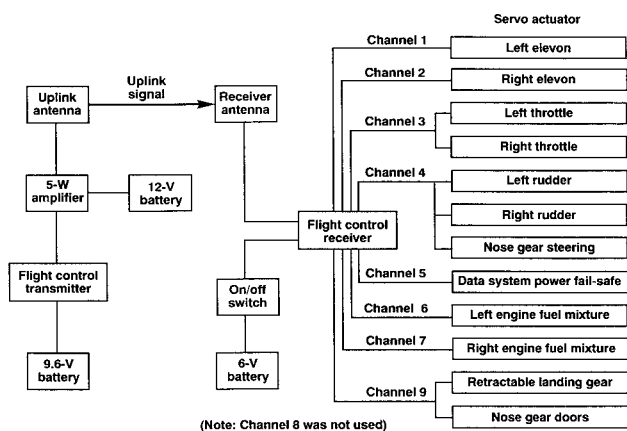 Servo actuator
Channel 1
Left elevon
Uplink
signal
Channel 2
Right elevon
Uplink
antenna
Receiver
antenna
Channel 3
Left throttle
Right throttle
Channel 4
5-W
amplifier
12-V
battery
Left rudder
Flight control
receiver
Right rudder
Nose gear steering
Flight control
transmitter
On/off
switch
Channel 5
Data system power fail-safe
Channel 6
Left engine fuel mixture
Channel 7
Right engine fuel mixture
9.6-V
battery
6-V
battery
Channel 9
Retractable landing gear
Nose gear doors
(Note: Channel 8 was not used)